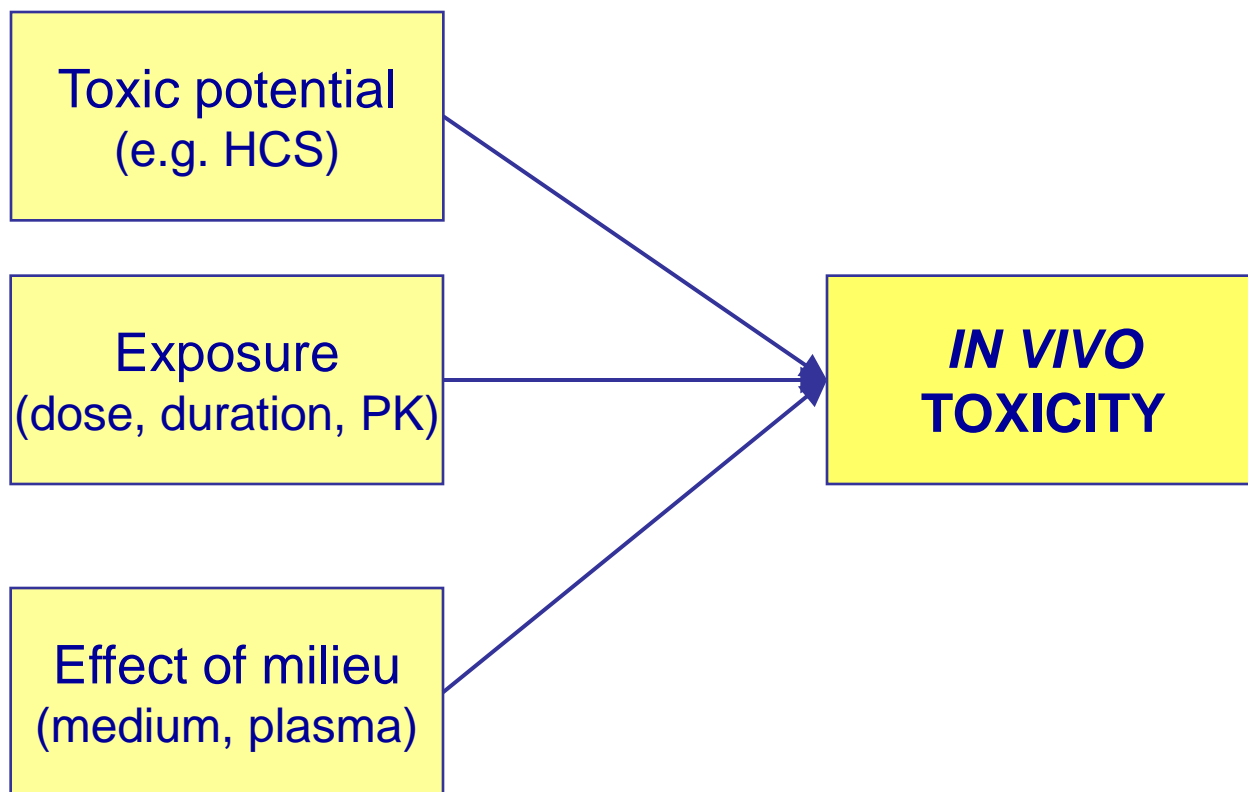 Toxic potential
(e.g. HCS)
Exposure
(dose, duration, PK)
IN VIVO
TOXICITY
Effect of milieu
(medium, plasma)